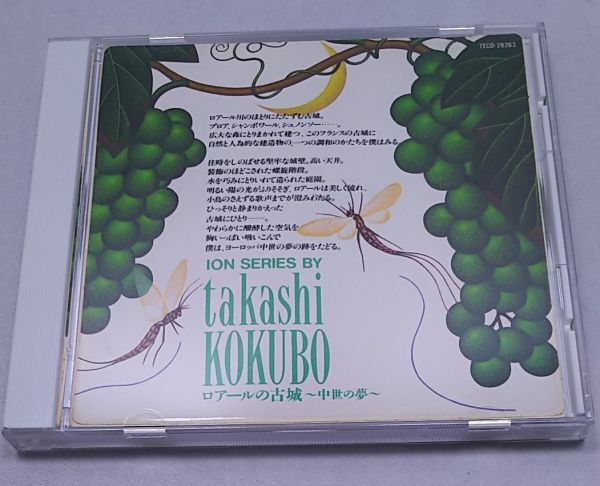 TECD-28263
ロアール川のほとりにたたずむ古城。
ブロア、シャンボワール、シュノンソー……。
広大な森にとりまかれて建つ、このフランスの古城に
自然と人為的な建造物の、一つの調和のかたちを僕はみる。
往時をしのばせる堅牢な城壁。高い天井。
装飾のほどこされた螺旋階段。
水を巧みにとりいれて造られた庭園。
明るい陽の光がふりそそぎ、ロアールは美しく流れ、
小鳥のさえずる歌声までが澄みわたる。
ひっそりと静まりかえった
古城にひとり――。
やわらかに醗酵した空気を
胸いっぱい吸いこんで
僕は、ヨーロッパ中世の夢の跡をたどる。
ION SERIES BY
takashi
KOKUBO
ロアールの古城 ～中世の夢～